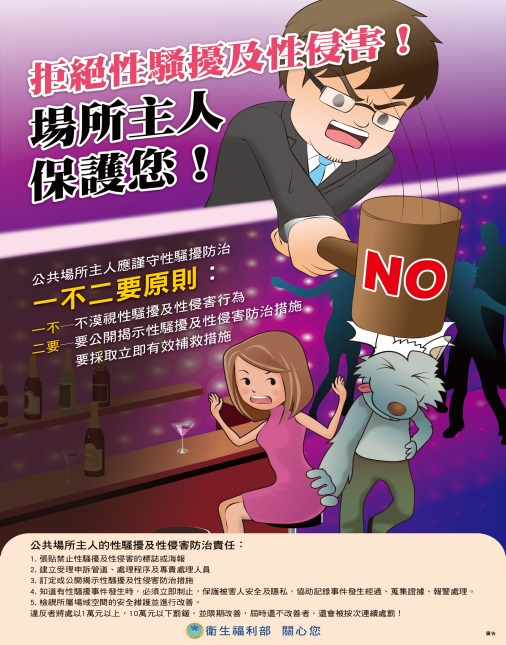 拒絕性騷擾及性侵害！
場所主人
保護您！
公共場所主人應謹守性騷擾防治
一不二要原則：
一不─不漠視性騷擾及性侵害行為
二要─要公開揭示性騷擾及性侵害防治措施
要採取立即有效補救措施
NO
公共場所主人的性騷擾及性侵害防治責任：
1. 張貼禁止性騷擾及性侵害的標誌或海報
2. 建立受理申訴管道、處理程序及專責處理人員
3. 訂定或公開揭示性騷擾及性侵害防治措施
4. 知道有性騷擾事件發生時，必須立即制止，保護被害人安全及隱私，協助記錄事件發生經過、蒐集證據、報警處理。
5. 檢視所屬場域空間的安全維護並進行改善。
違反者將處以1萬元以上，10萬元以下罰鍰，並限期改善，屆時還不改善者，還會被按次連續處罰！
衛生福利部 關心您
廣告